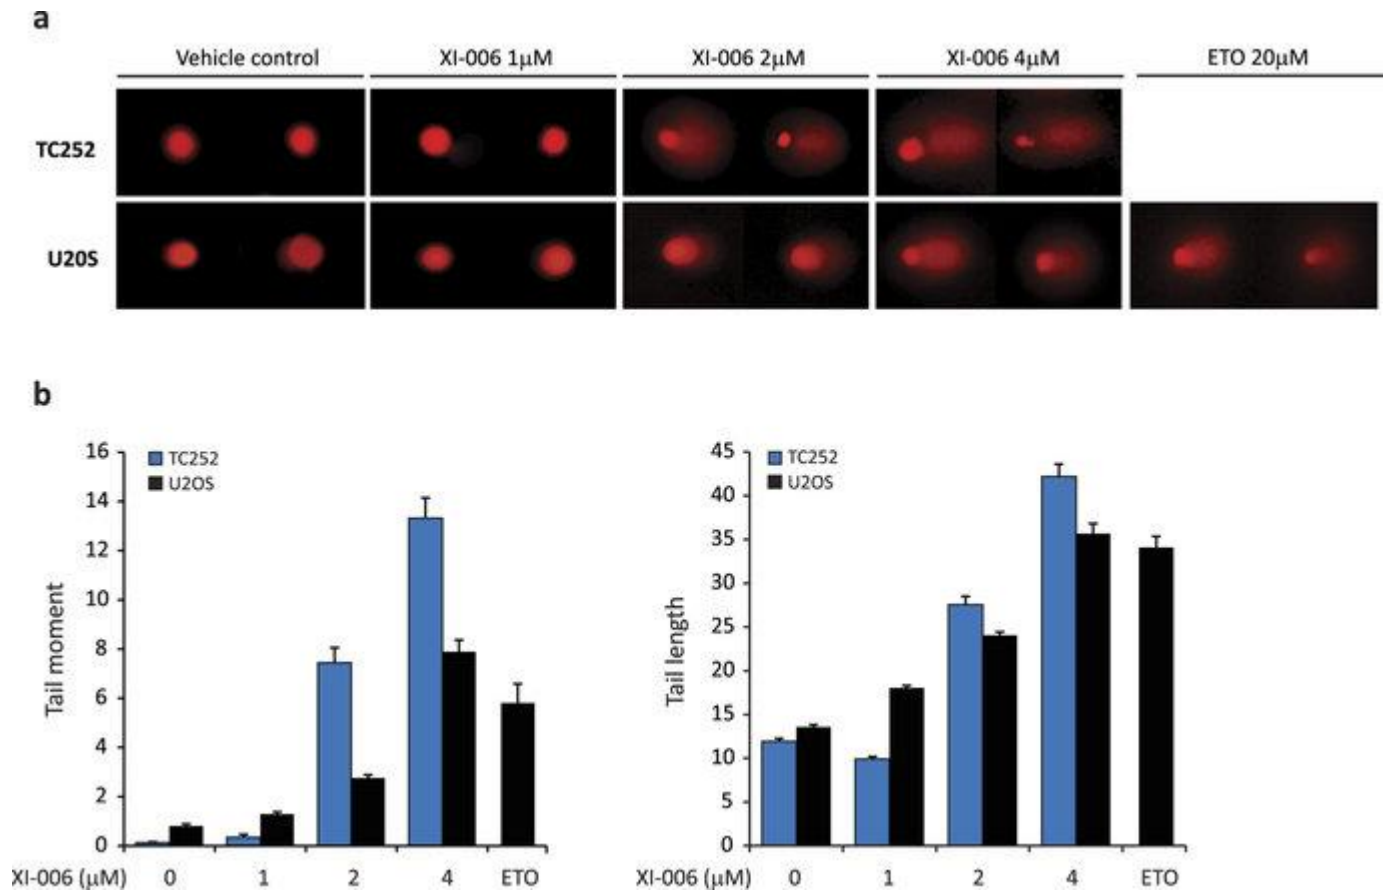 a
Vehicle control XI-006 1μM XI-006 2μM XI-006 4μM ETO 20μM
TC252
U20S
b
16
14
12
10
8
6
4
2
0
Tail moment
TC252
U2OS
XI-006 (μM) 0 1 2 4 ETO
45
40
35
30
25
20
15
10
5
0
Tail length
TC252
U2OS
XI-006 (μM) 0 1 2 4 ETO